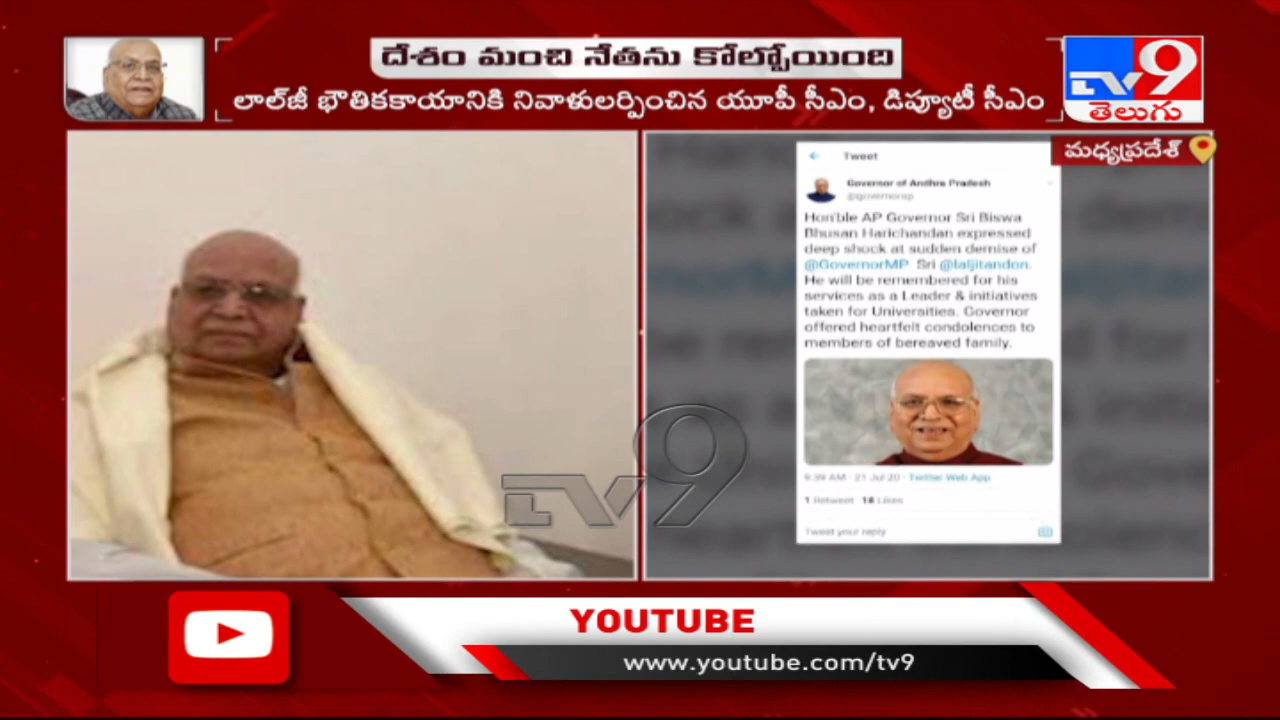 దేశం మంచి నేతను కోల్పోయింది
లాల్‌జీ భౌతికకాయానికి నివాళులర్పించిన యూపీ సీఎం, డిప్యూటీ సీఎం
TV9
తెలుగు
మధ్యప్రదేశ్
Tweet
Governor of Andhra Pradesh
@governorap
Hon'ble AP Governor Sri Biswa
Bhusan Harichandan expressed
deep shock at sudden demise of
@GovernorMP Sri @laljitandon.
He will be remembered for his
services as a Leader & initiatives
taken for Universities. Governor
offered heartfelt condolences to
members of bereaved family.
9:39 AM · 21 Jul 20 · Twitter Web App
1 Retweet 18 Likes
Tweet your reply
TV9
YOUTUBE
www.youtube.com/tv9